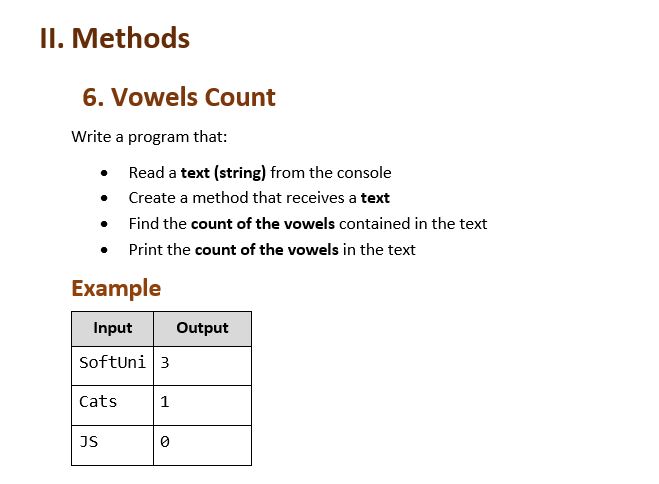 II. Methods
6. Vowels Count
Write a program that:
• Read a text (string) from the console
• Create a method that receives a text
• Find the count of the vowels contained in the text
• Print the count of the vowels in the text
Example
Input Output
SoftUni 3
Cats 1
JS 0